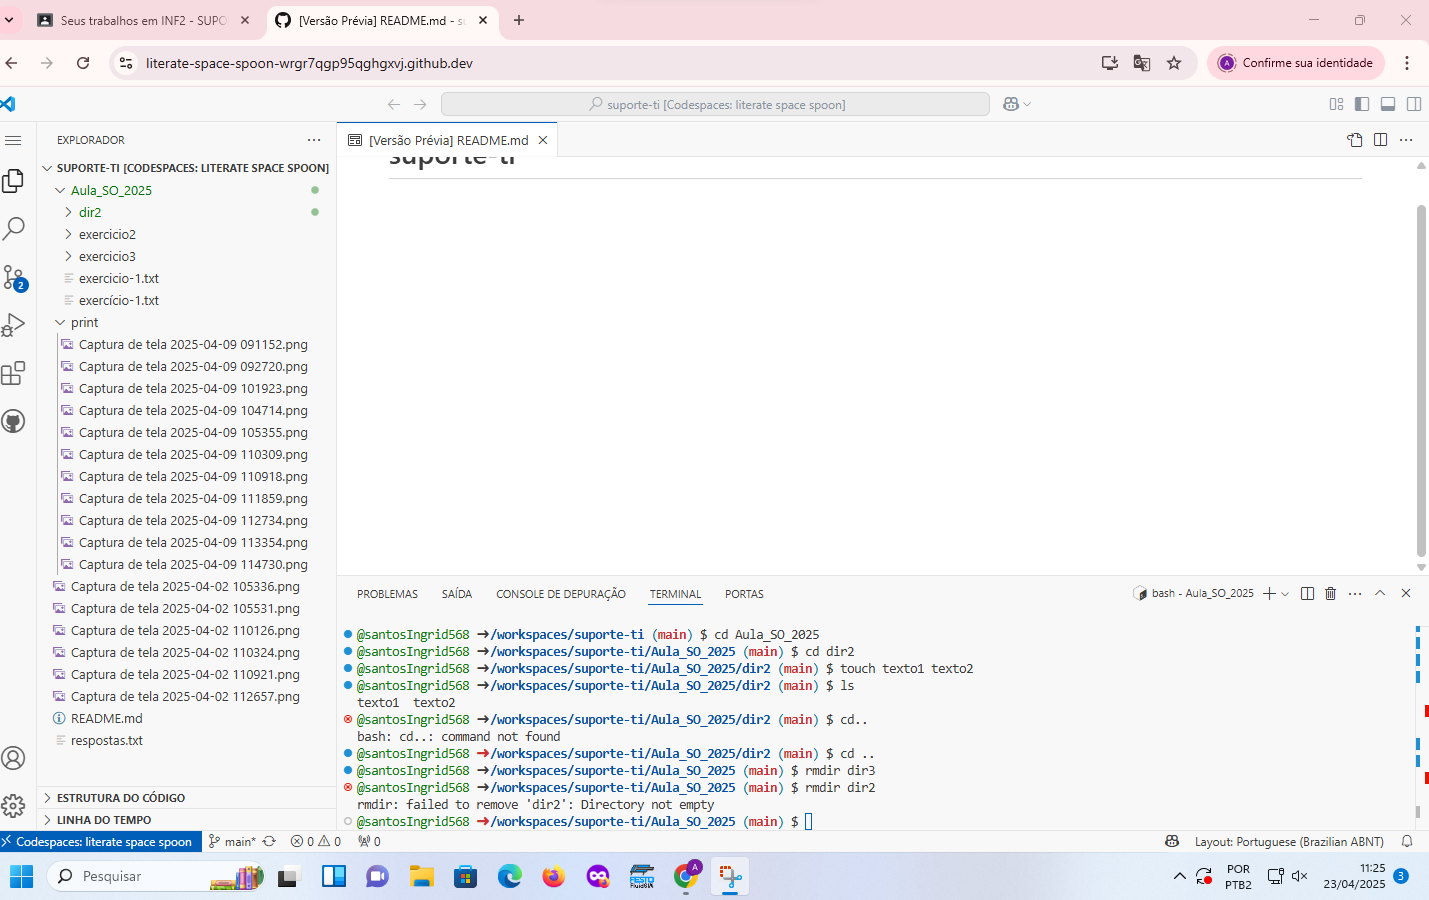 Seus trabalhos em INF2 - SUPO
[Versão Prévia] README.md - su
literate-space-spoon-wrgr7qgp95qghgxvj.github.dev
A Confirme sua identidade
suporte-ti [Codespaces: literate space spoon]
EXPLORADOR
[Versão Prévia] README.md
SUPORTE-TI [CODESPACES: LITERATE SPACE SPOON]
Aula_SO_2025
dir2
exercicio2
exercicio3
exercicio-1.txt
exercício-1.txt
print
Captura de tela 2025-04-09 091152.png
Captura de tela 2025-04-09 092720.png
Captura de tela 2025-04-09 101923.png
Captura de tela 2025-04-09 104714.png
Captura de tela 2025-04-09 105355.png
Captura de tela 2025-04-09 110309.png
Captura de tela 2025-04-09 110918.png
Captura de tela 2025-04-09 111859.png
Captura de tela 2025-04-09 112734.png
Captura de tela 2025-04-09 113354.png
Captura de tela 2025-04-09 114730.png
Captura de tela 2025-04-02 105336.png
Captura de tela 2025-04-02 105531.png
Captura de tela 2025-04-02 110126.png
Captura de tela 2025-04-02 110324.png
Captura de tela 2025-04-02 110921.png
Captura de tela 2025-04-02 112657.png
README.md
respostas.txt
ESTRUTURA DO CÓDIGO
LINHA DO TEMPO
2
suporte-ti
PROBLEMAS SAÍDA CONSOLE DE DEPURAÇÃO TERMINAL PORTAS
bash - Aula_SO_2025
@santosIngrid568 ➜/workspaces/suporte-ti (main) $ cd Aula_SO_2025
@santosIngrid568 ➜/workspaces/suporte-ti/Aula_SO_2025 (main) $ cd dir2
@santosIngrid568 ➜/workspaces/suporte-ti/Aula_SO_2025/dir2 (main) $ touch texto1 texto2
@santosIngrid568 ➜/workspaces/suporte-ti/Aula_SO_2025/dir2 (main) $ ls
texto1 texto2
@santosIngrid568 ➜/workspaces/suporte-ti/Aula_SO_2025/dir2 (main) $ cd..
bash: cd..: command not found
@santosIngrid568 ➜/workspaces/suporte-ti/Aula_SO_2025/dir2 (main) $ cd ..
@santosIngrid568 ➜/workspaces/suporte-ti/Aula_SO_2025 (main) $ rmdir dir3
@santosIngrid568 ➜/workspaces/suporte-ti/Aula_SO_2025 (main) $ rmdir dir2
rmdir: failed to remove 'dir2': Directory not empty
@santosIngrid568 ➜/workspaces/suporte-ti/Aula_SO_2025 (main) $
Codespaces: literate space spoon
main*
0 0
0
Layout: Portuguese (Brazilian ABNT)
Pesquisar
FESTO
FluidSIM
A
POR
PTB2
11:25
23/04/2025
3